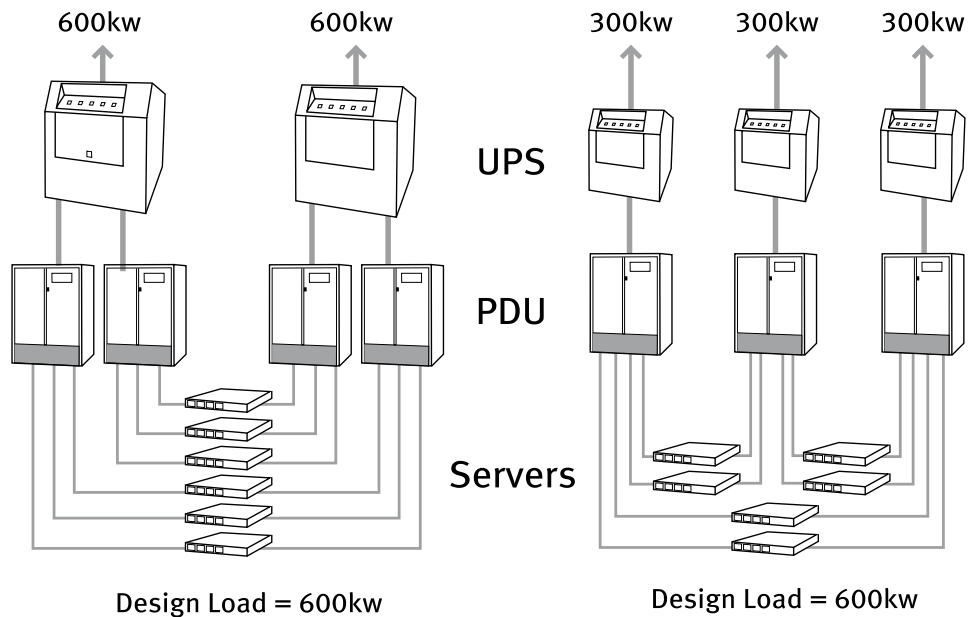 600kw 600kw 300kw 300kw 300kw
UPS
PDU
Servers
Design Load = 600kw
Design Load = 600kw